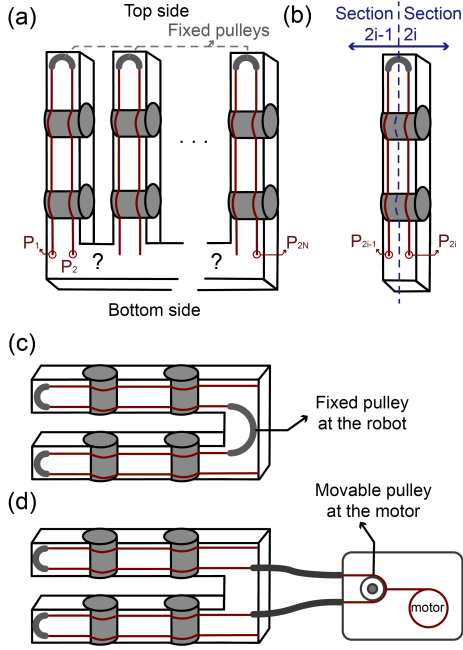 (a)
Top side
Fixed pulleys
(b)
Section
2i-1
Section
2i
. . .
P1
P2
?
?
P2N
P2i-1
P2i
Bottom side
(c)
Fixed pulley
at the robot
(d)
Movable pulley
at the motor
motor